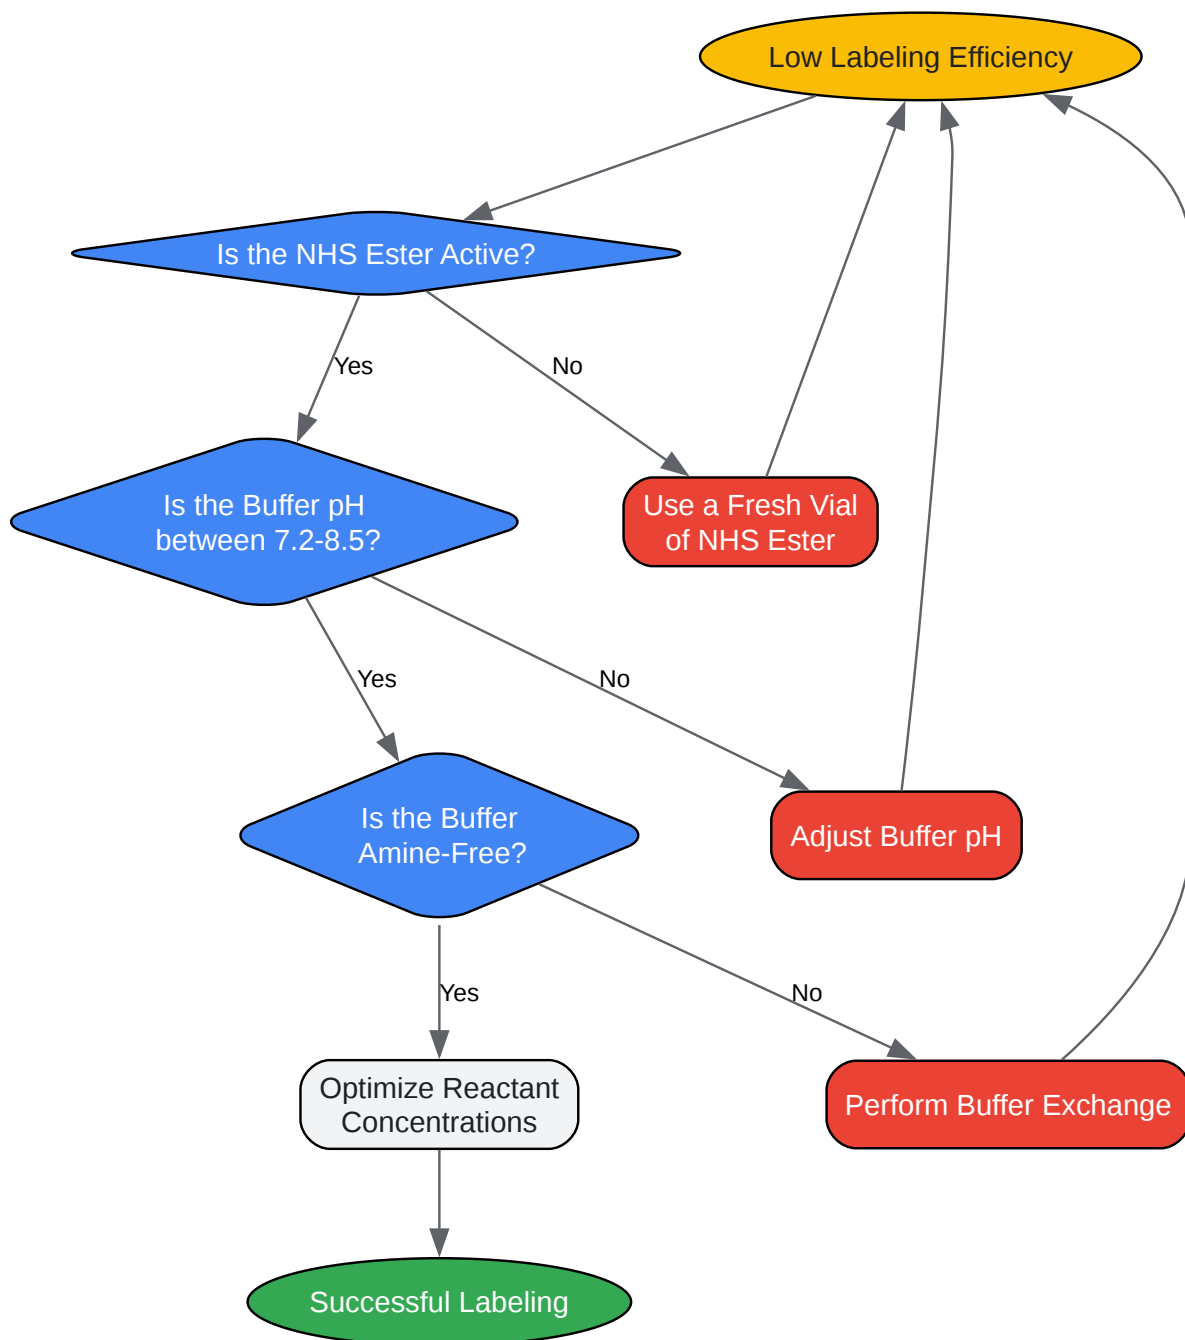 Low Labeling Efficiency
Is the NHS Ester Active?
Yes
No
Is the Buffer pH
between 7.2-8.5?
Use a Fresh Vial
of NHS Ester
Yes
No
Is the Buffer
Amine-Free?
Adjust Buffer pH
Yes
No
Optimize Reactant
Concentrations
Perform Buffer Exchange
Successful Labeling